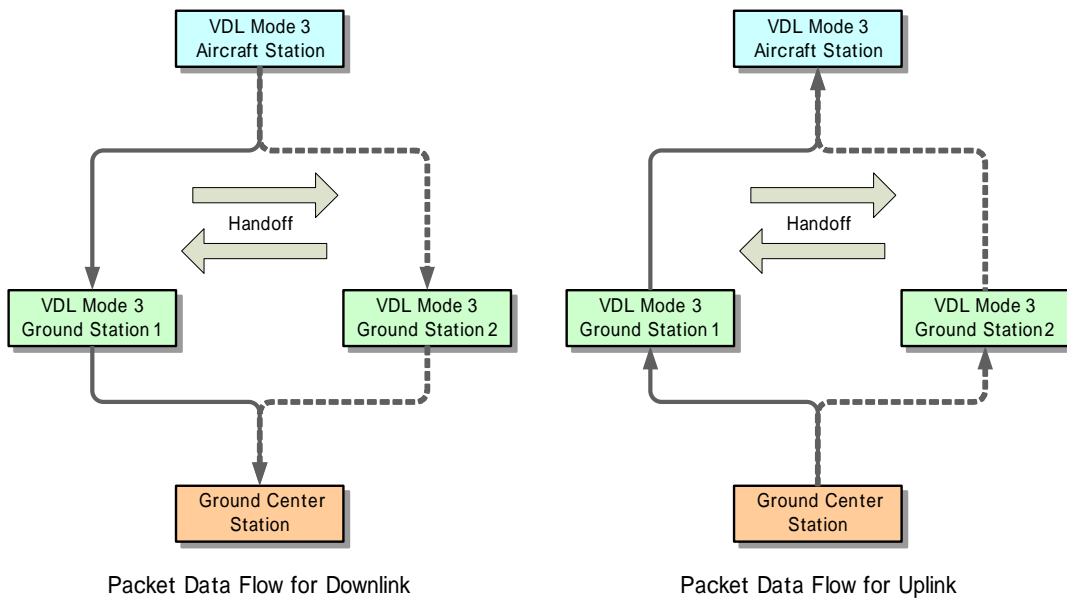 VDL Mode 3
Aircraft Station
Handoff
VDL Mode 3
Ground Station 1
VDL Mode 3
Ground Station 2
Ground Center
Station
Packet Data Flow for Downlink
VDL Mode 3
Aircraft Station
Handoff
VDL Mode 3
Ground Station 1
VDL Mode 3
Ground Station 2
Ground Center
Station
Packet Data Flow for Uplink